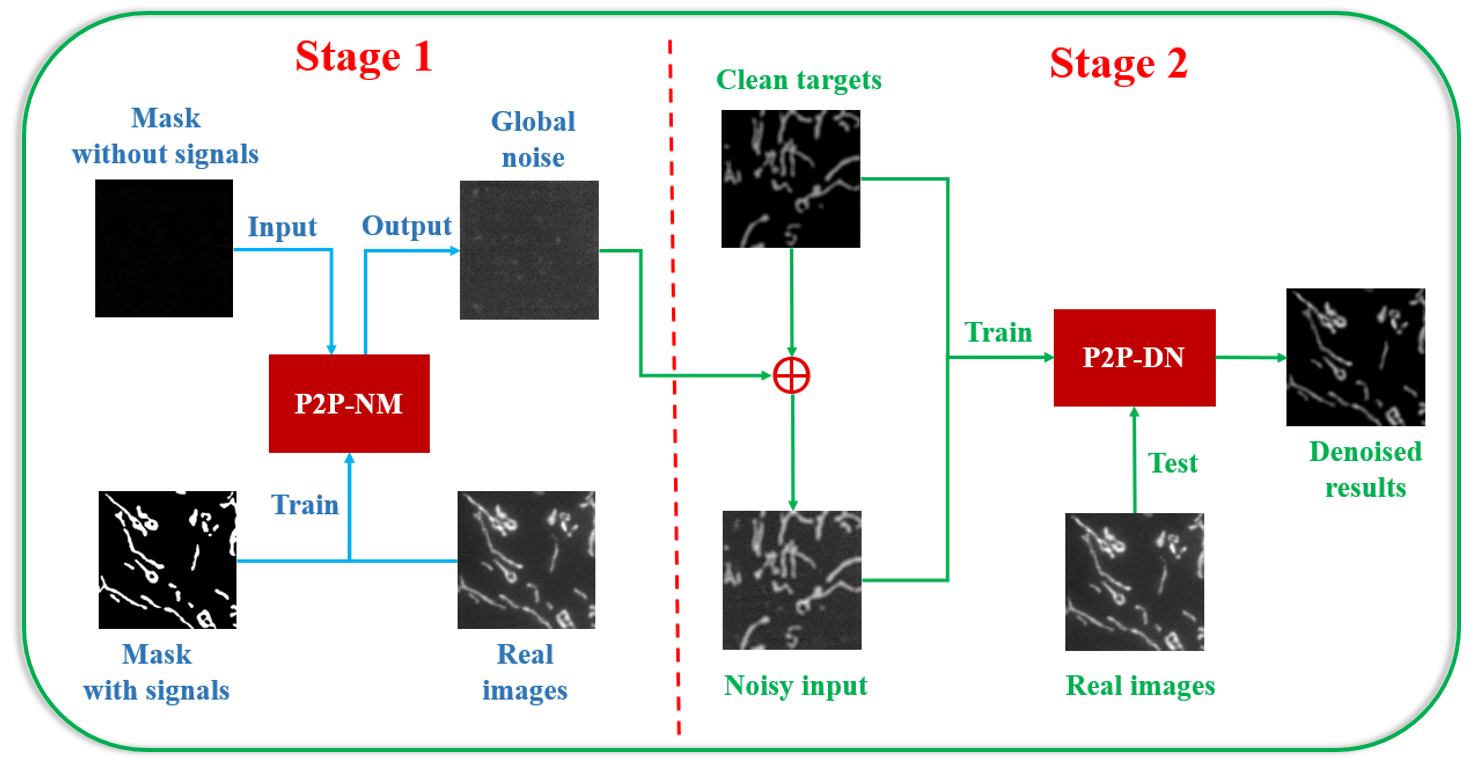 Stage 1
Mask
without signals
Global
noise
Input
Output
P2P-NM
Train
Mask
with signals
Real
images
Stage 2
Clean targets
Noisy input
Train
P2P-DN
Test
Real images
Denoised
results